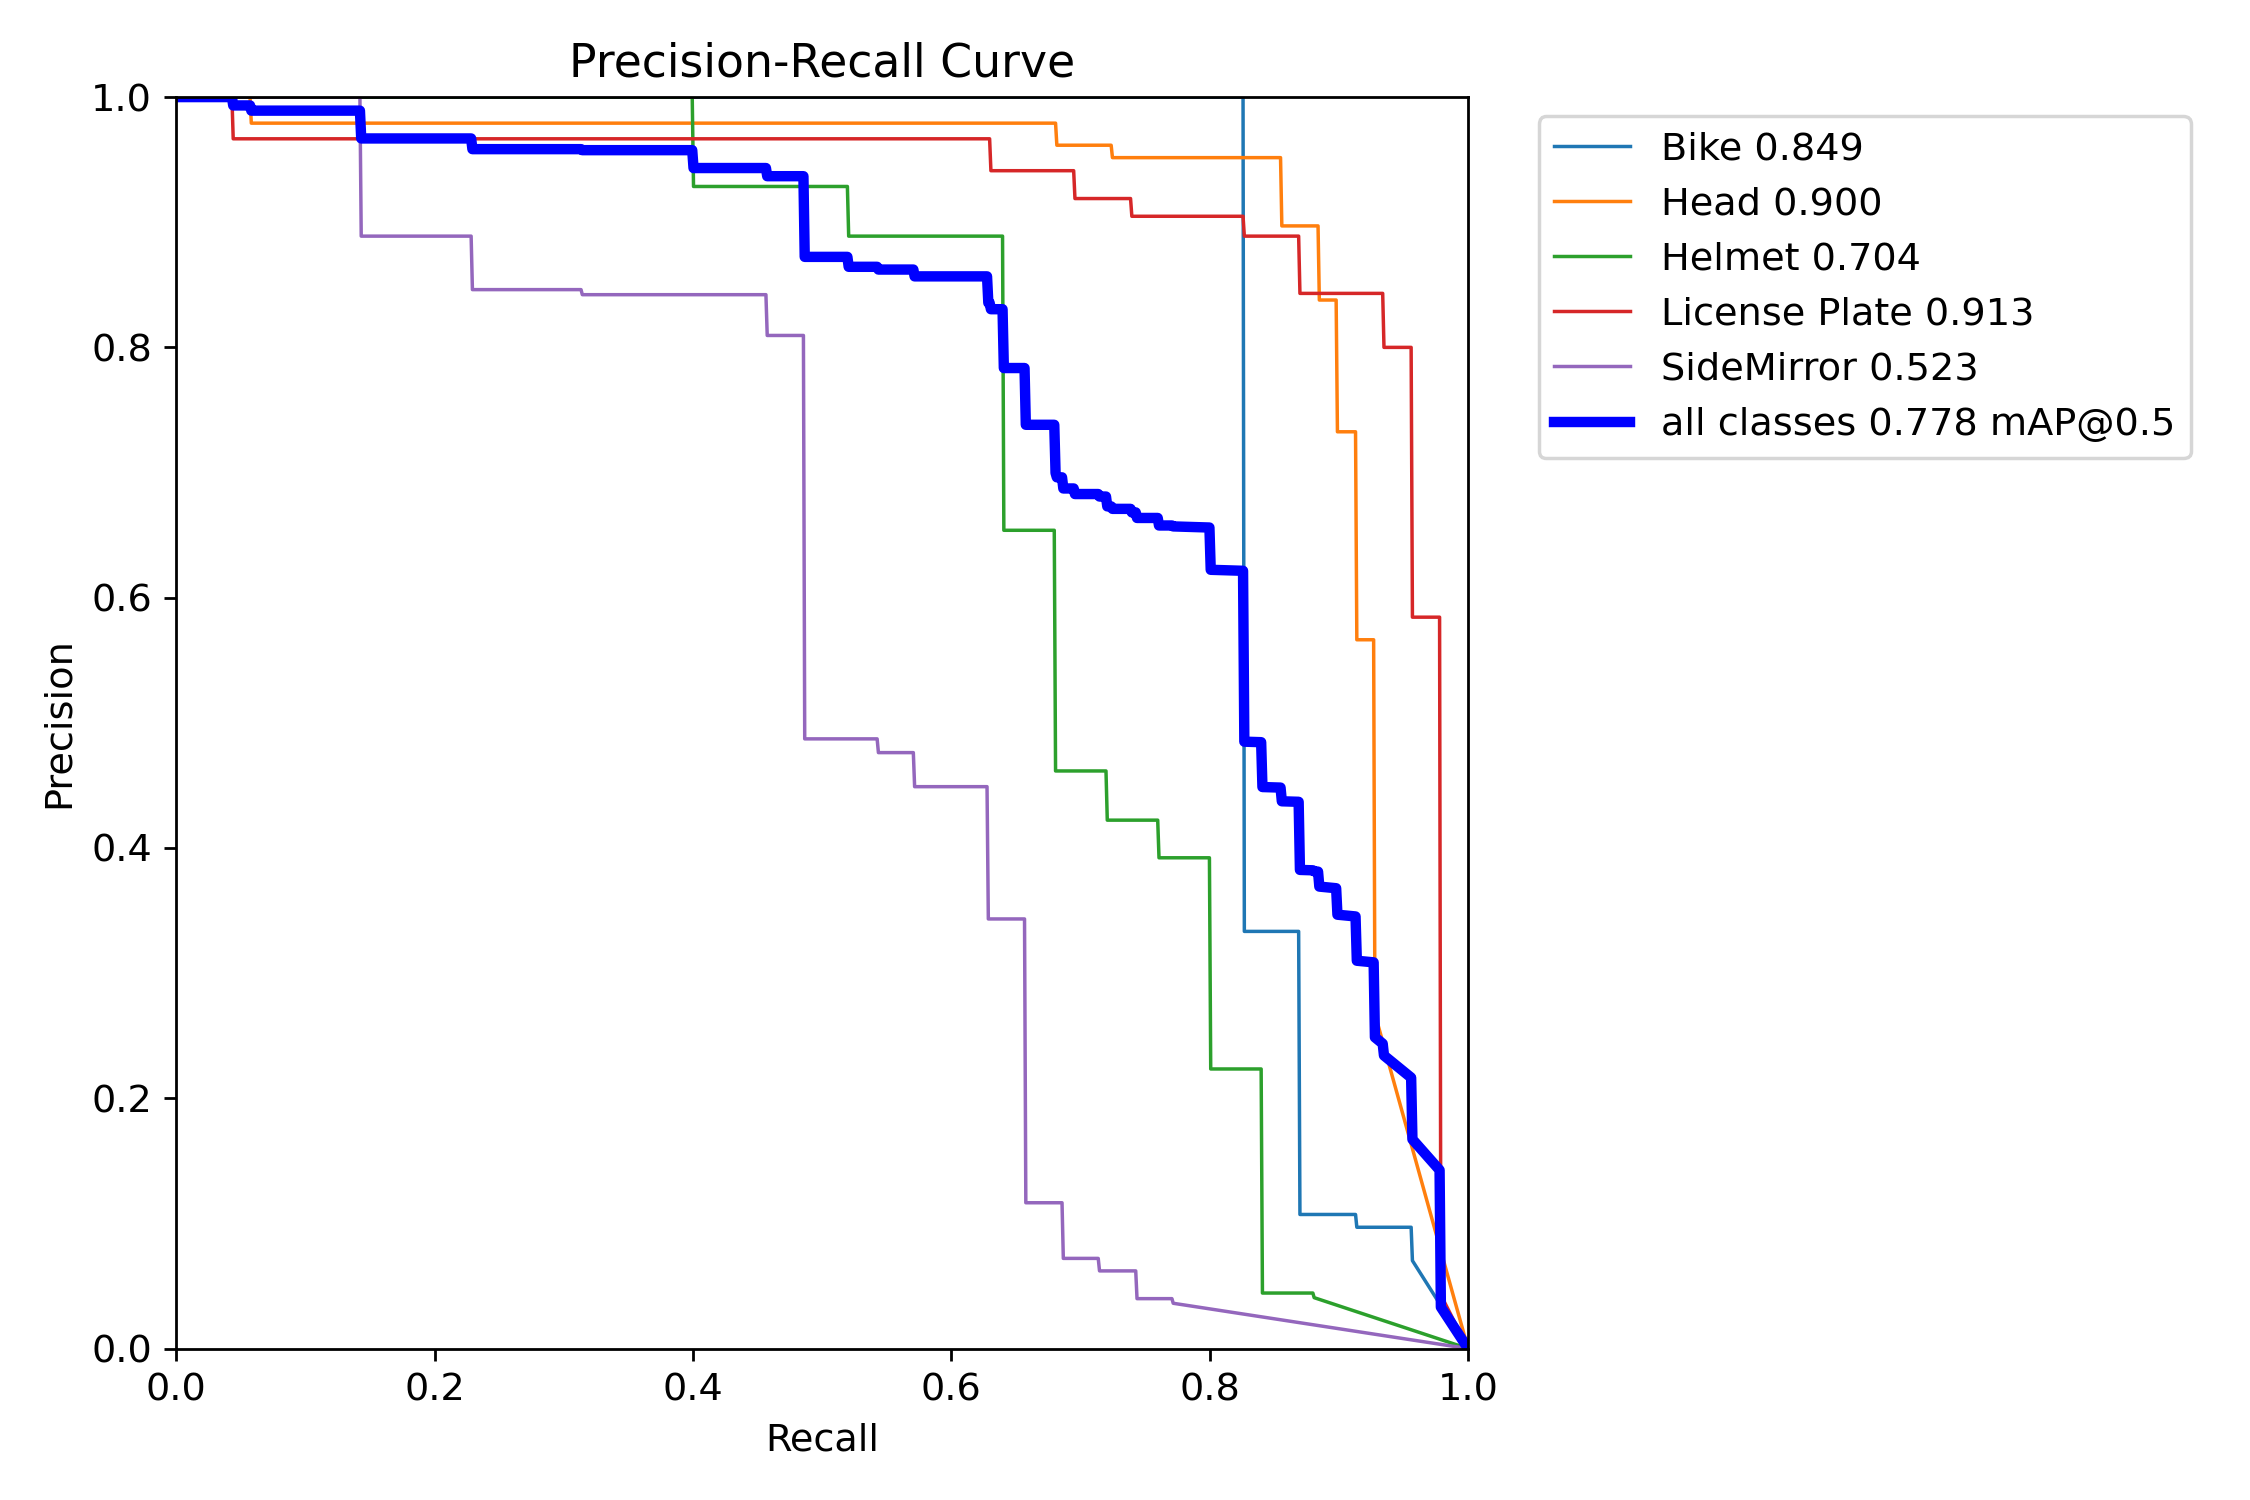 Precision-Recall Curve
1.0
0.8
0.6
0.4
0.2
0.0
Precision
0.0 0.2 0.4 0.6 0.8 1.0
Recall
Bike 0.849
Head 0.900
Helmet 0.704
License Plate 0.913
SideMirror 0.523
all classes 0.778 mAP@0.5